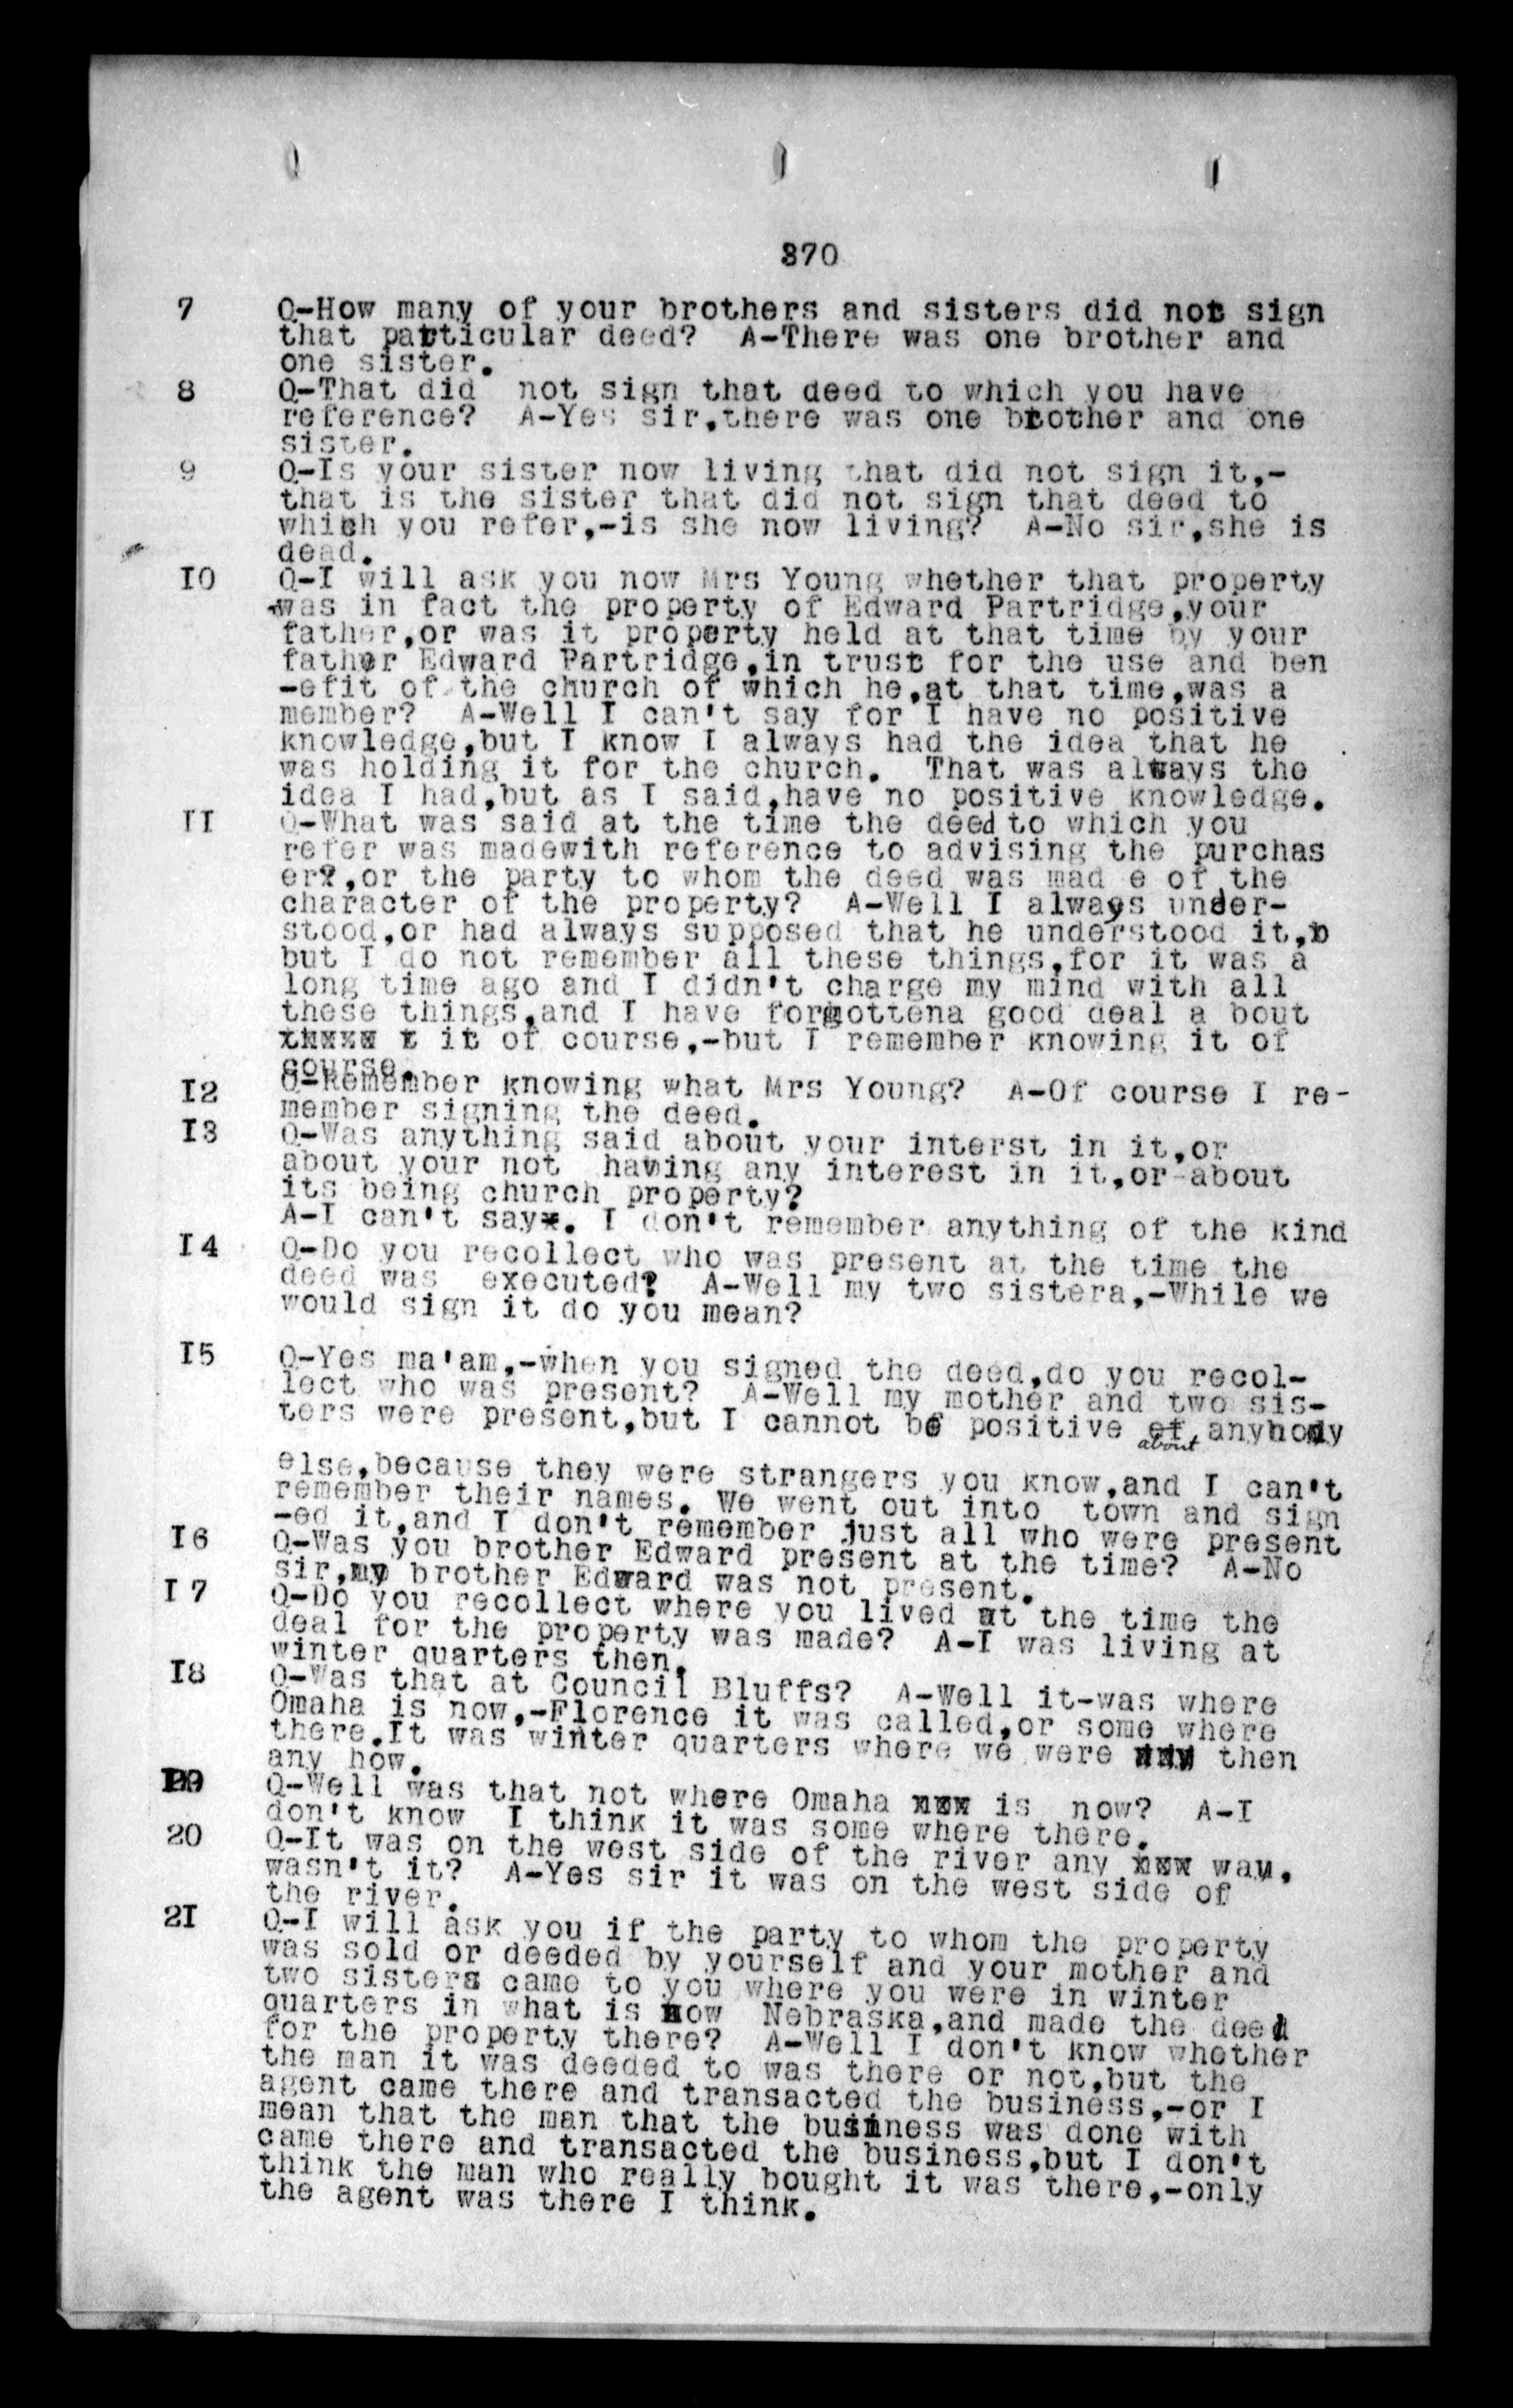 370
7 Q-How many of your brothers and sisters did not sign
that particular deed? A-There was one brother and
one sister.
8 Q-That did not sign that deed to which you have
reference? A-Yes sir,there was one brother and one
sister.
9 Q-Is your sister now living that did not sign it,-
that is the sister that did not sign that deed to
which you refer,-is she now living? A-No sir,she is
dead.
I0 Q-I will ask you now Mrs Young whether that property
was in fact the property of Edward Partridge,your
father,or was it property held at that time by your
father Edward Partridge,in trust for the use and ben
-efit of the church of which he,at that time,was a
member? A-Well I can't say for I have no positive
knowledge,but I know I always had the idea that he
was holding it for the church. That was always the
idea I had,but as I said,have no positive knowledge.
II Q-What was said at the time the deed to which you
refer was madewith reference to advising the purchas
er?,or the party to whom the deed was mad e of the
character of the property? A-Well I always under-
stood,or had always supposed that he understood it,b
but I do not remember all these things,for it was a
long time ago and I didn't charge my mind with all
these things,and I have forgottena good deal a bout
it of course,-but I remember knowing it of
course.
I2 Q-Remember knowing what Mrs Young? A-Of course I re-
member signing the deed.
I3 Q-Was anything said about your interst in it,or
about your not having any interest in it,or about
its being church property?
A-I can't say. I don't remember anything of the kind
I4 Q-Do you recollect who was present at the time the
deed was executed? A-Well my two sistera,-While we
would sign it do you mean?
I5 Q-Yes ma'am,-when you signed the deed,do you recol-
lect who was present? A-Well my mother and two sis-
ters were present,but I cannot be positive of about anybody
else,because they were strangers you know,and I can't
remember their names. We went out into town and sign
-ed it,and I don't remember just all who were present
I6 Q-Was you brother Edward present at the time? A-No
sir,my brother Edward was not present.
I7 Q-Do you recollect where you lived at the time the
deal for the property was made? A-I was living at
winter quarters then.
I8 Q-Was that at Council Bluffs? A-Well it-was where
Omaha is now,-Florence it was called,or some where
there.It was winter quarters where we were then
any how.
I9 Q-Well was that not where Omaha is now? A-I
don't know I think it was some where there.
20 Q-It was on the west side of the river any way,
wasn't it? A-Yes sir it was on the west side of
the river.
2I Q-I will ask you if the party to whom the property
was sold or deeded by yourself and your mother and
two sisters came to you where you were in winter
quarters in what is now Nebraska,and made the deed
for the property there? A-Well I don't know whether
the man it was deeded to was there or not,but the
agent came there and transacted the business,-or I
mean that the man that the business was done with
came there and transacted the business,but I don't
think the man who really bought it was there,-only
the agent was there I think.